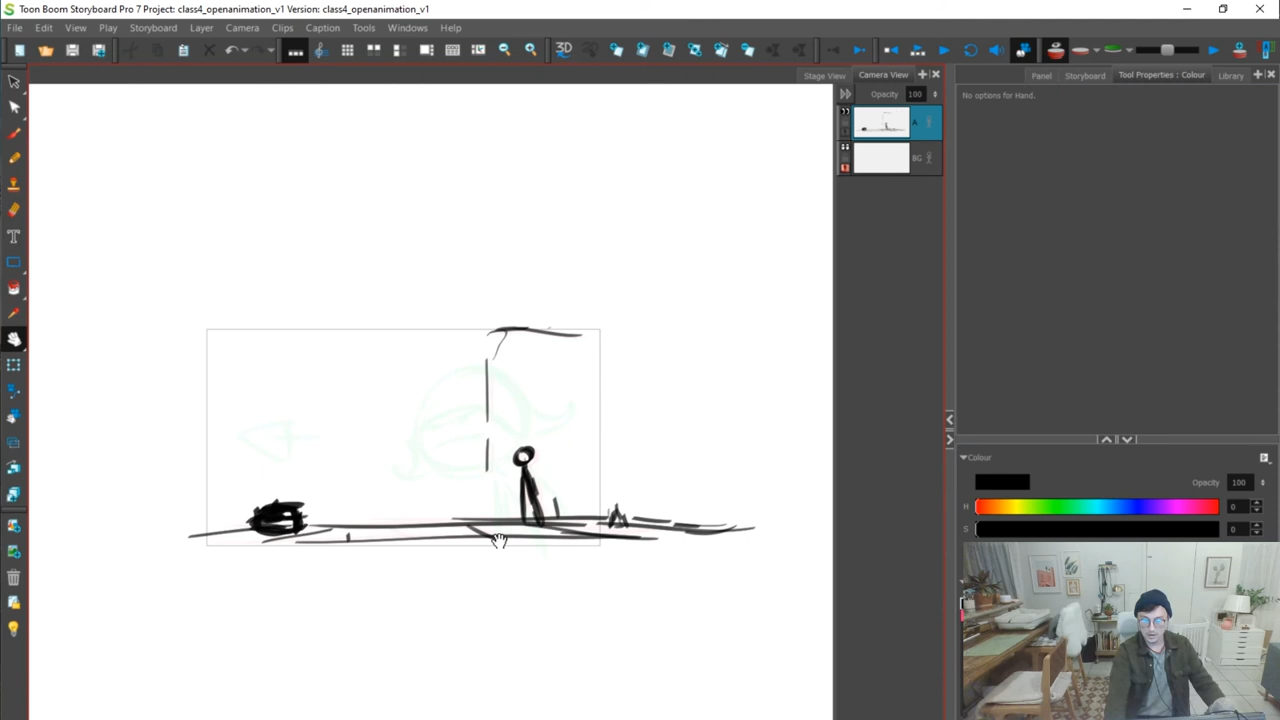 Toon Boom Storyboard Pro 7 Project: class4_openanimation_v1 Version: class4_openanimation_v1
File Edit View Play Storyboard Layer Camera Clips Caption Tools Windows Help
3D
Stage View Camera View
Panel Storyboard Tool Properties : Colour Library
Opacity 100
No options for Hand.
A
BG
T
Colour
Opacity 100
H 0
S 0